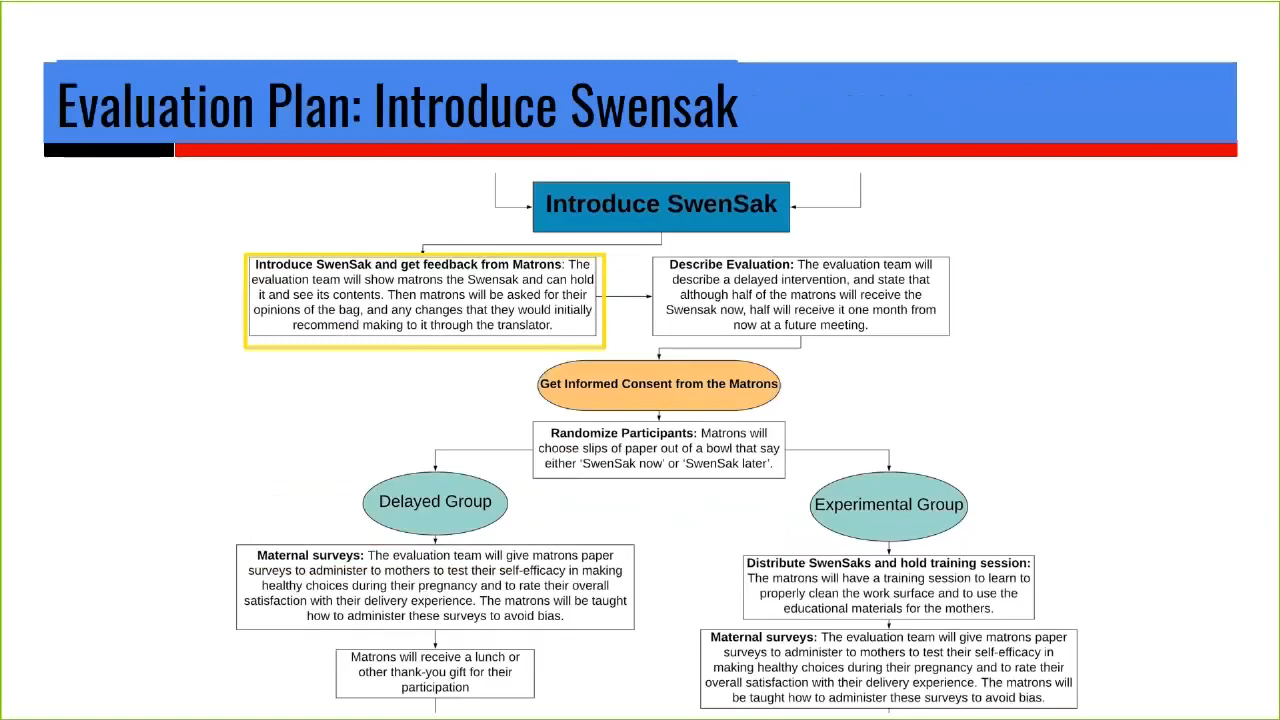 Evaluation Plan: Introduce Swensak
Introduce SwenSak
Introduce SwenSak and get feedback from Matrons: The
evaluation team will show matrons the Swensak and can hold
it and see its contents. Then matrons will be asked for their
opinions of the bag, and any changes that they would initially
recommend making to it through the translator.
Describe Evaluation: The evaluation team will
describe a delayed intervention, and state that
although half of the matrons will receive the
Swensak now, half will receive it one month from
now at a future meeting.
Get Informed Consent from the Matrons
Randomize Participants: Matrons will
choose slips of paper out of a bowl that say
either ‘SwenSak now’ or ‘SwenSak later’.
Delayed Group
Maternal surveys: The evaluation team will give matrons paper
surveys to administer to mothers to test their self-efficacy in making
healthy choices during their pregnancy and to rate their overall
satisfaction with their delivery experience. The matrons will be taught
how to administer these surveys to avoid bias.
Matrons will receive a lunch or
other thank-you gift for their
participation
Experimental Group
Distribute SwenSaks and hold training session:
The matrons will have a training session to learn to
properly clean the work surface and to use the
educational materials for the mothers.
Maternal surveys: The evaluation team will give matrons paper
surveys to administer to mothers to test their self-efficacy in
making healthy choices during their pregnancy and to rate their
overall satisfaction with their delivery experience. The matrons will
be taught how to administer these surveys to avoid bias.